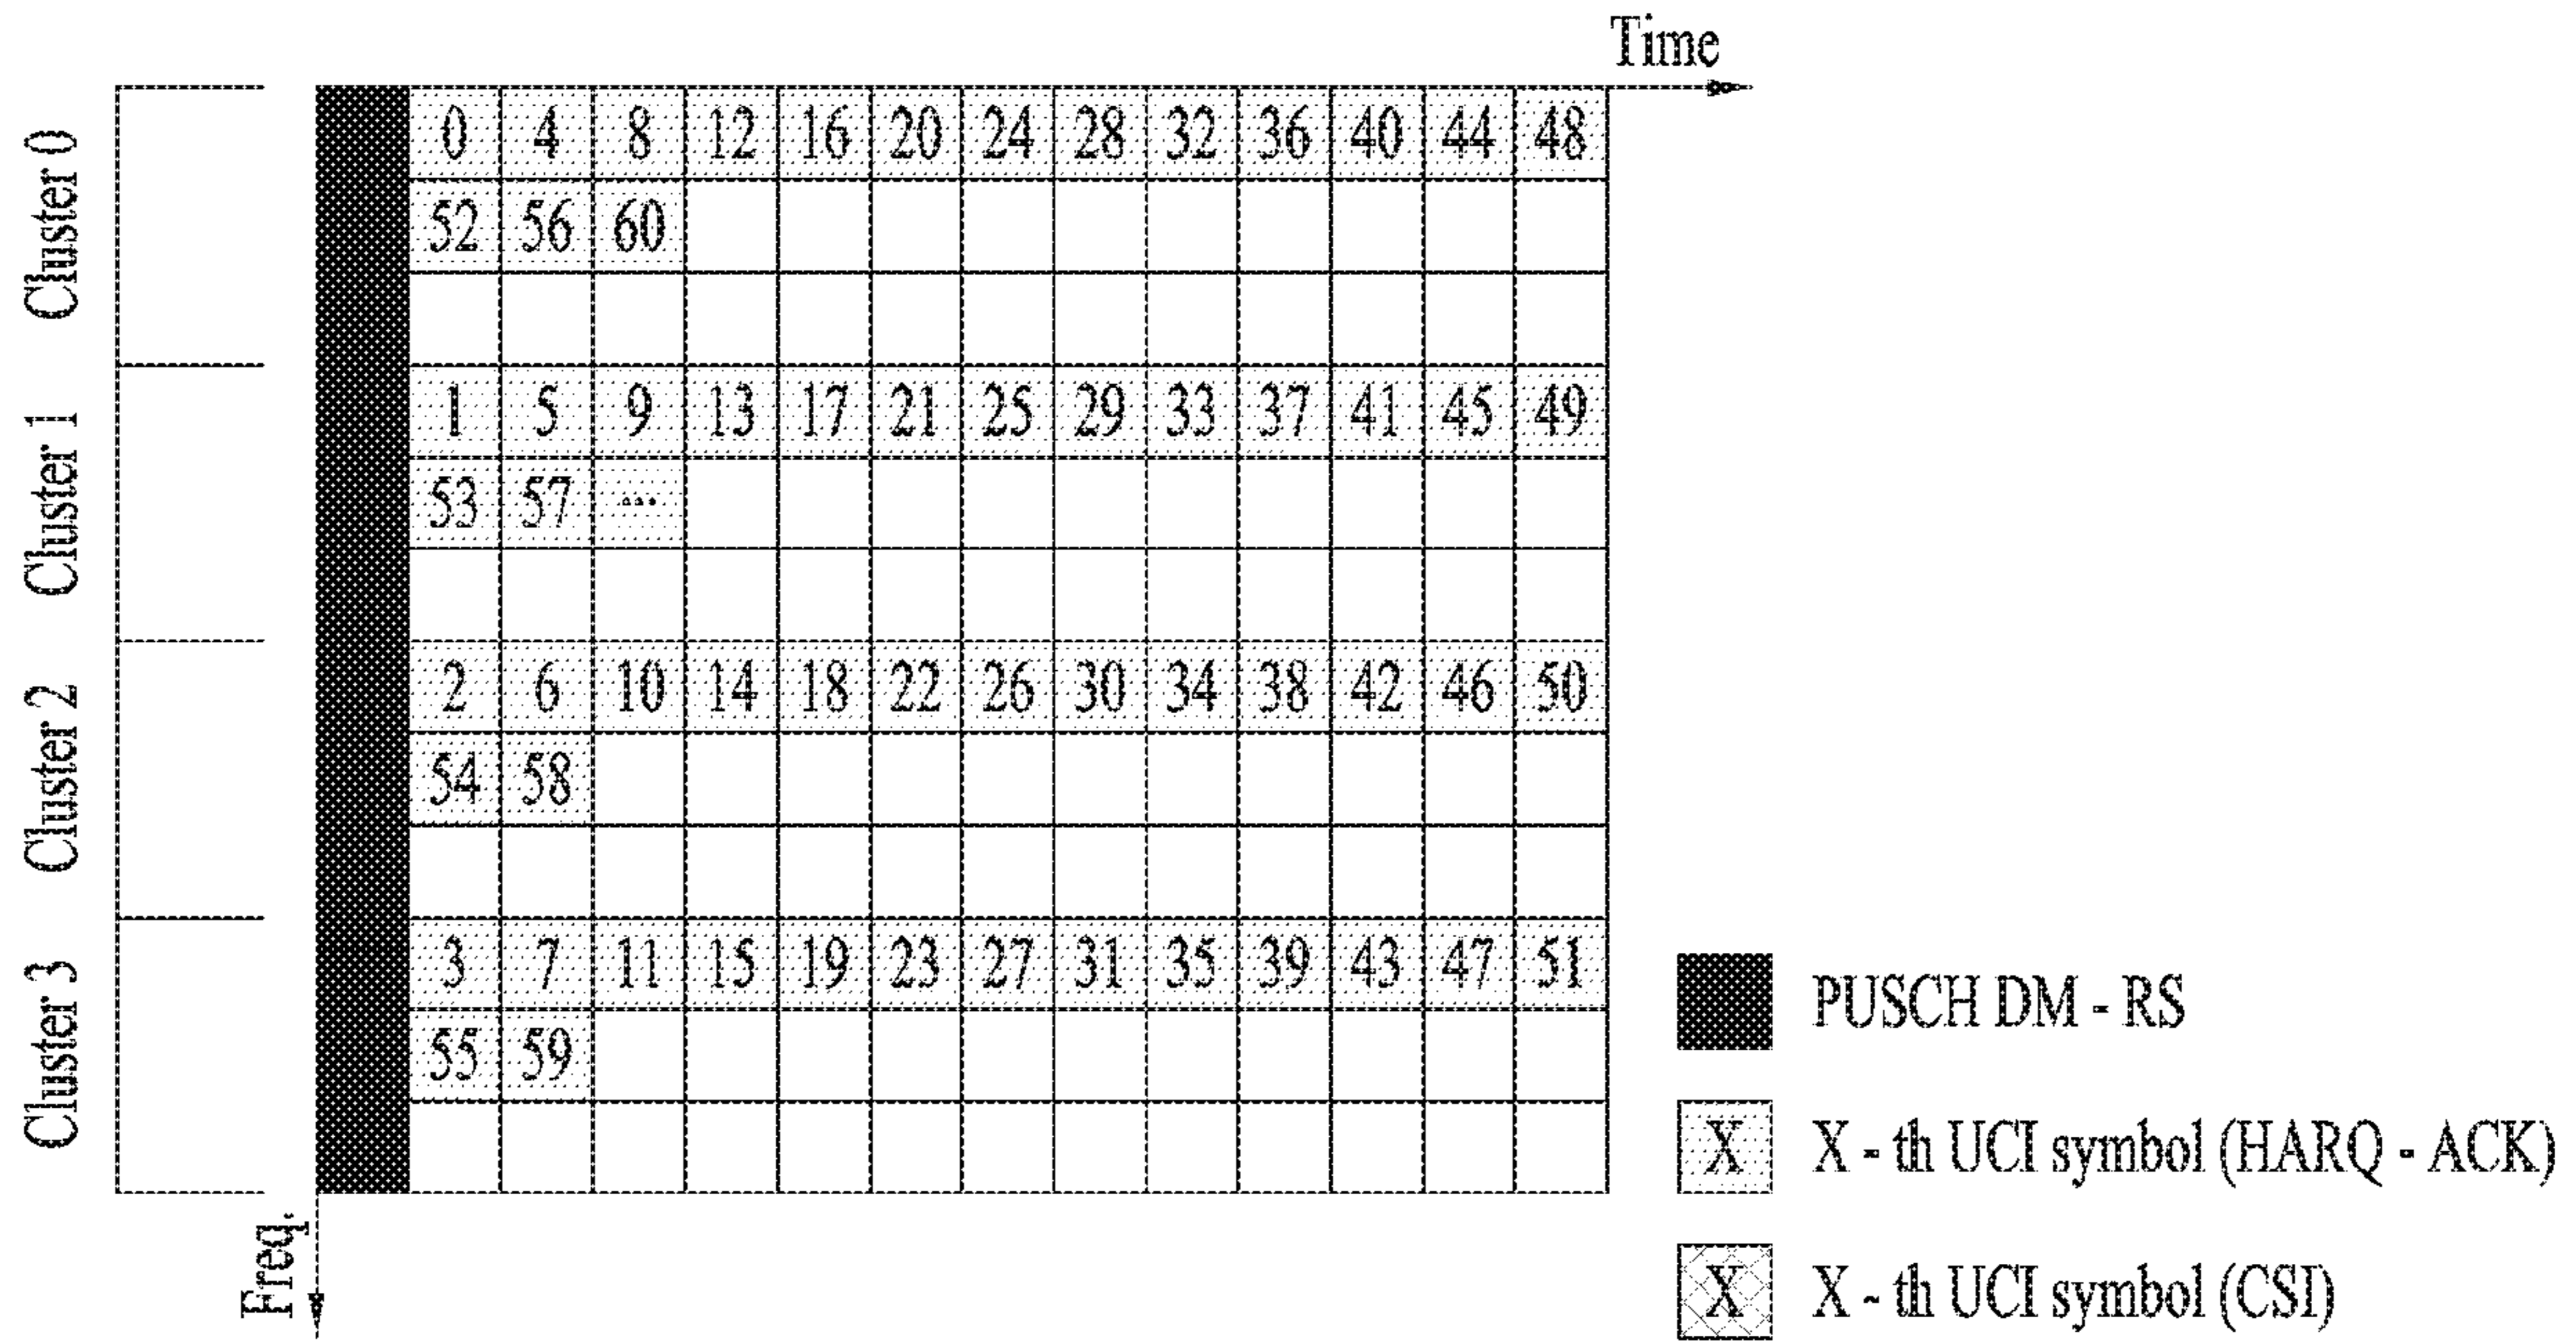 Time
Cluster 0
0 4 8 12 16 20 24 28 32 36 40 44 48
52 56 60
Cluster 1
1 5 9 13 17 21 25 29 33 37 41 45 49
53 57 ...
Cluster 2
2 6 10 14 18 22 26 30 34 38 42 46 50
54 58
Cluster 3
3 7 11 15 19 23 27 31 35 39 43 47 51
55 59
Freq.
PUSCH DM - RS
X X - th UCI symbol (HARQ - ACK)
X X - th UCI symbol (CSI)